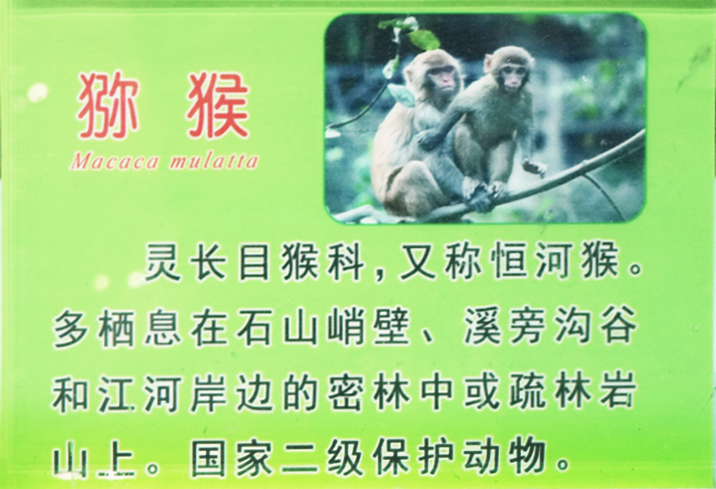 猕猴
Macaca mulatta
灵长目猴科,又称恒河猴。
多栖息在石山峭壁、溪旁沟谷
和江河岸边的密林中或疏林岩
山上。国家二级保护动物。